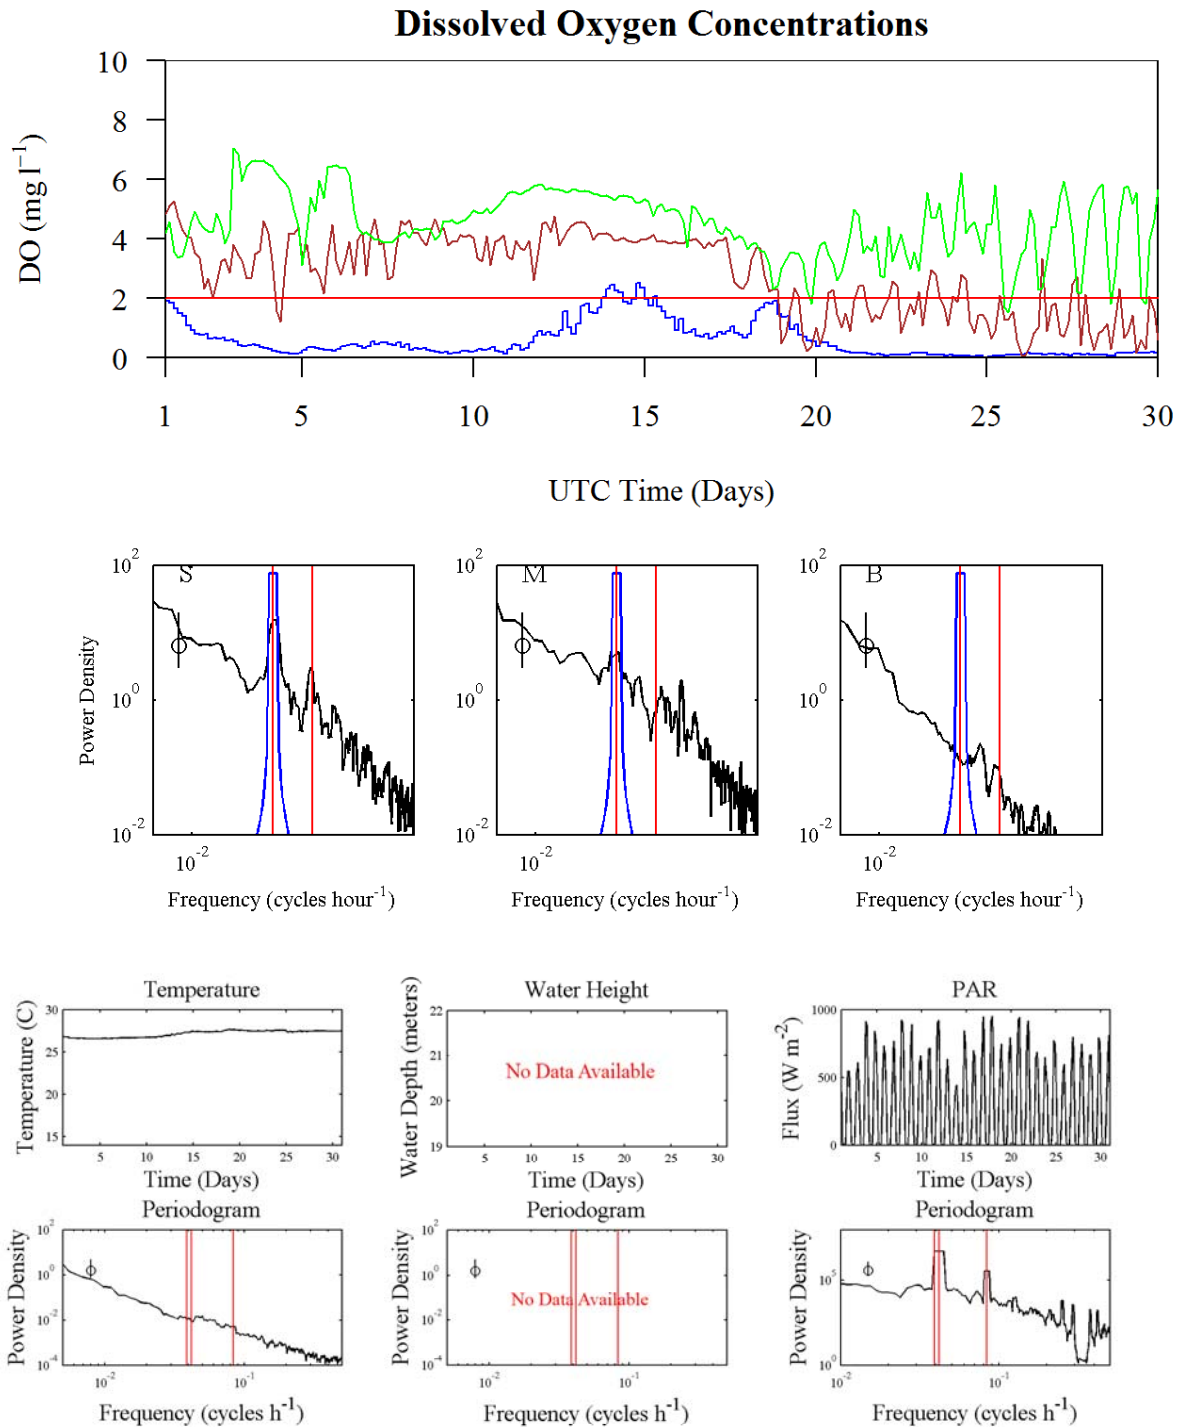 Dissolved Oxygen Concentrations
DO (mg l⁻¹)
10
8
6
4
2
0
1 5 10 15 20 25 30
UTC Time (Days)
S M B
Power Density
10² 10² 10²
10⁰ 10⁰ 10⁰
10⁻² 10⁻² 10⁻²
10⁻² 10⁻² 10⁻²
Frequency (cycles hour⁻¹) Frequency (cycles hour⁻¹) Frequency (cycles hour⁻¹)
Temperature Water Height PAR
Temperature (C)
30
25
20
15
5 10 15 20 25 30
Time (Days)
Water Depth (meters)
22
21
20
19
No Data Available
5 10 15 20 25 30
Time (Days)
Flux (W m⁻²)
1000
500
0
5 10 15 20 25 30
Time (Days)
Periodogram Periodogram Periodogram
Power Density
10²
10⁰
10⁻²
10⁻⁴
10⁻² 10⁻¹
Frequency (cycles h⁻¹)
Power Density
10²
10⁰
10⁻²
10⁻⁴
No Data Available
10⁻² 10⁻¹
Frequency (cycles h⁻¹)
Power Density
10⁵
10⁰
10⁻² 10⁻¹
Frequency (cycles h⁻¹)